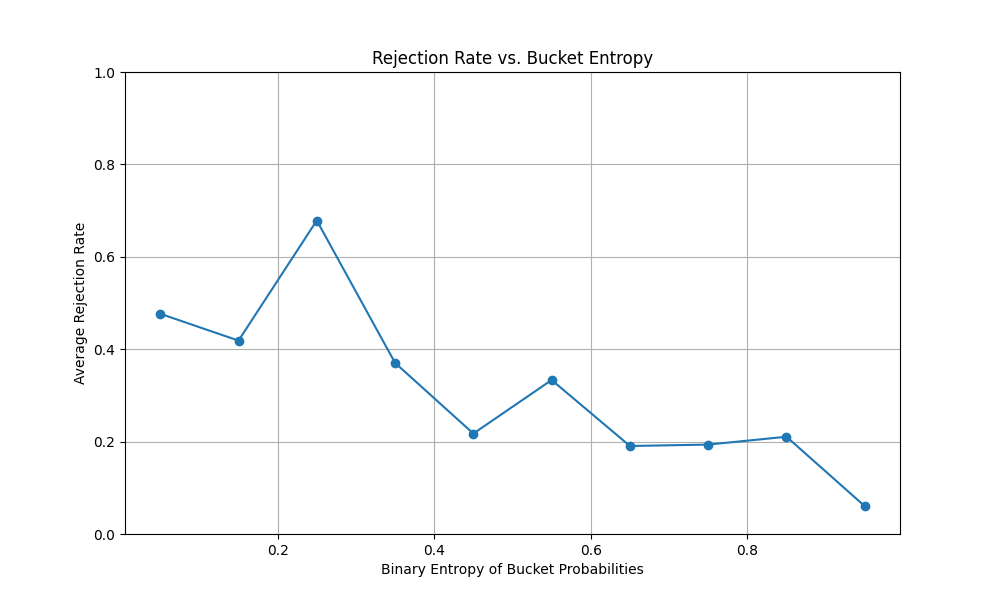 Rejection Rate vs. Bucket Entropy
1.0
0.8
0.6
0.4
0.2
0.0
Average Rejection Rate
0.2 0.4 0.6 0.8
Binary Entropy of Bucket Probabilities